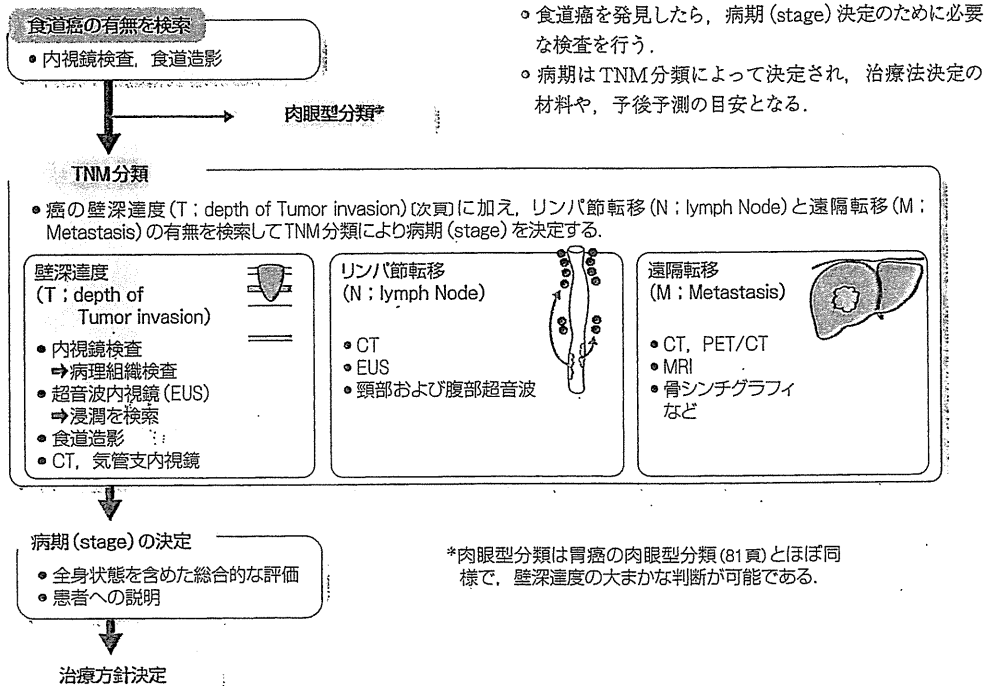 食道癌の有無を検索
• 内視鏡検査, 食道造影
◦ 食道癌を発見したら, 病期 (stage) 決定のために必要
な検査を行う.
◦ 病期はTNM分類によって決定され, 治療法決定の
材料や, 予後予測の目安となる.
肉眼型分類*
TNM分類
• 癌の壁深達度 (T ; depth of Tumor invasion) 〔次頁〕に加え, リンパ節転移 (N ; lymph Node) と遠隔転移 (M ;
Metastasis) の有無を検索してTNM分類により病期 (stage) を決定する.
壁深達度
(T ; depth of
Tumor invasion)
• 内視鏡検査
➡病理組織検査
• 超音波内視鏡 (EUS)
➡浸潤を検索
• 食道造影
• CT, 気管支内視鏡
リンパ節転移
(N ; lymph Node)
• CT
• EUS
• 頸部および腹部超音波
遠隔転移
(M ; Metastasis)
• CT, PET/CT
• MRI
• 骨シンチグラフィ
など
病期 (stage) の決定
• 全身状態を含めた総合的な評価
• 患者への説明
*肉眼型分類は胃癌の肉眼型分類 (81頁) とほぼ同
様で, 壁深達度の大まかな判断が可能である.
治療方針決定